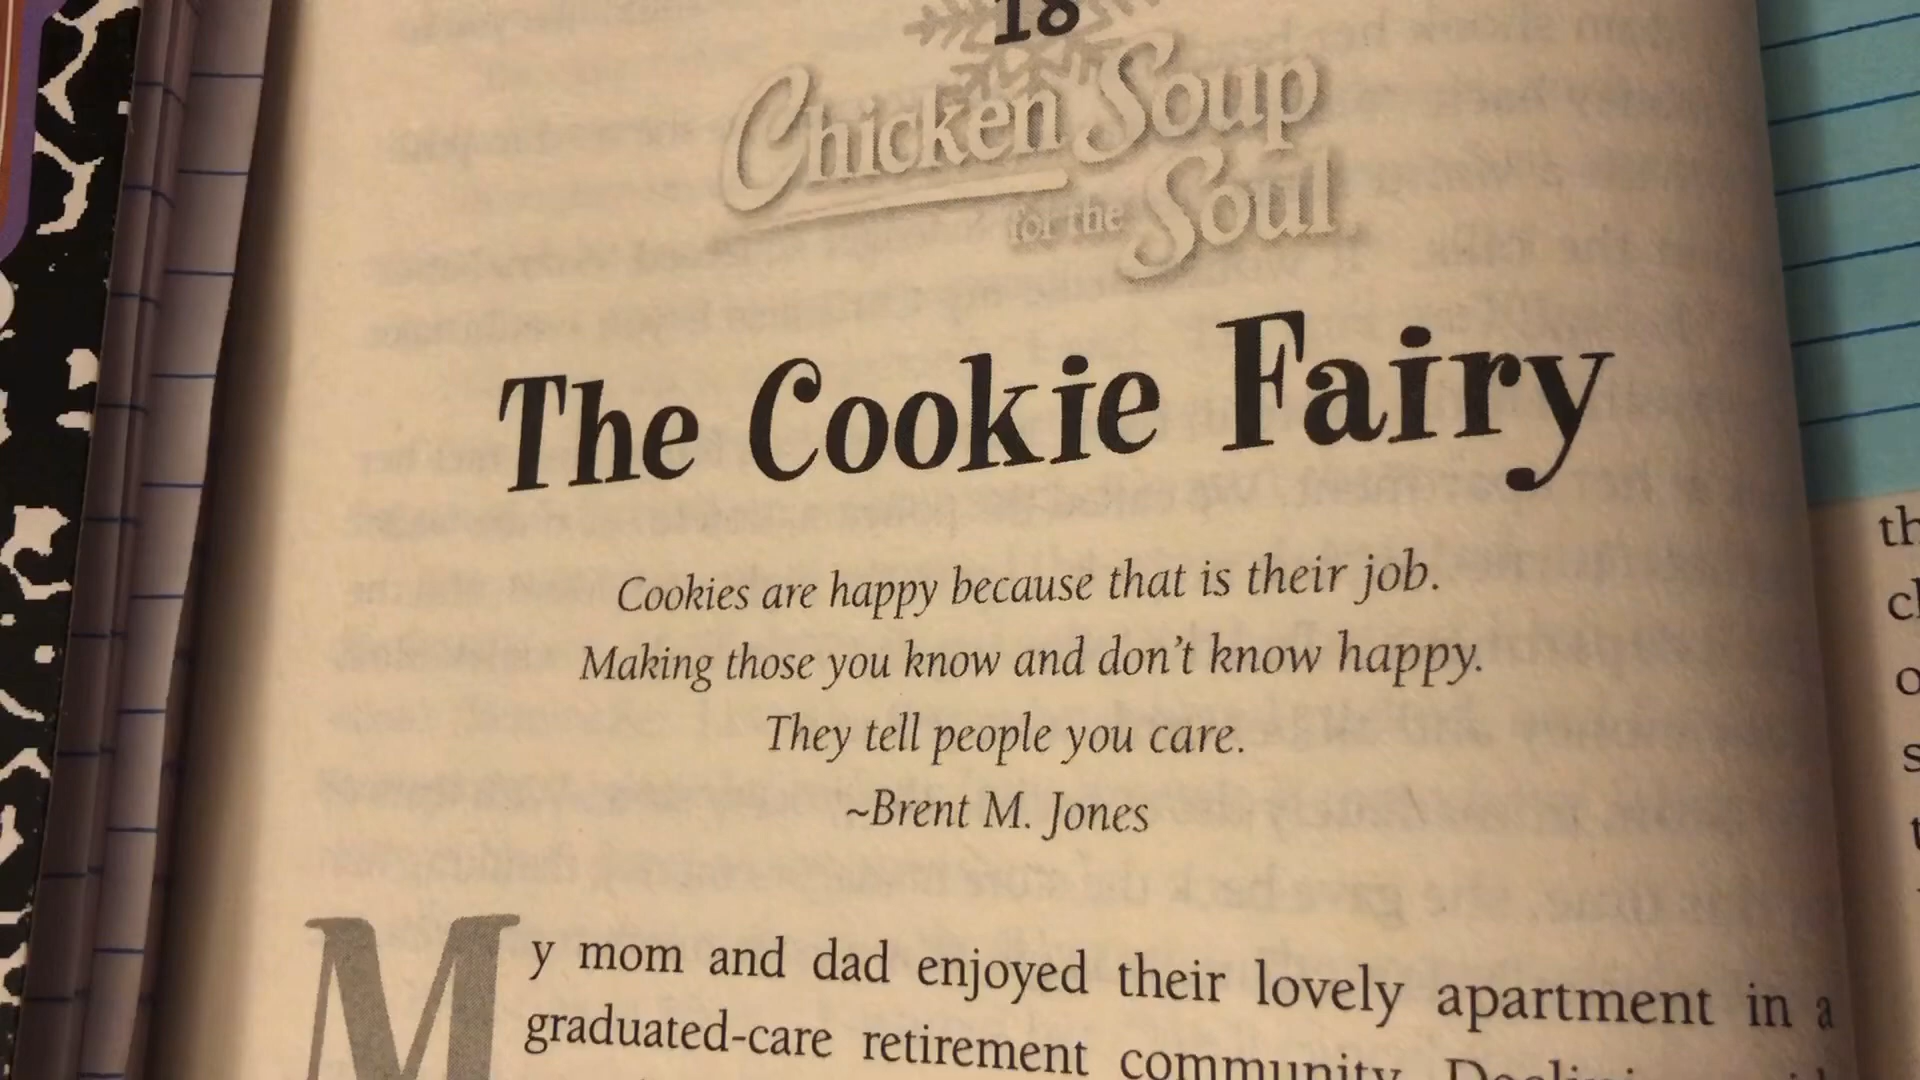 18
Chicken Soup
for the Soul
The Cookie Fairy
Cookies are happy because that is their job.
Making those you know and don't know happy.
They tell people you care.
~Brent M. Jones
My mom and dad enjoyed their lovely apartment in a
graduated-care retirement community.
th